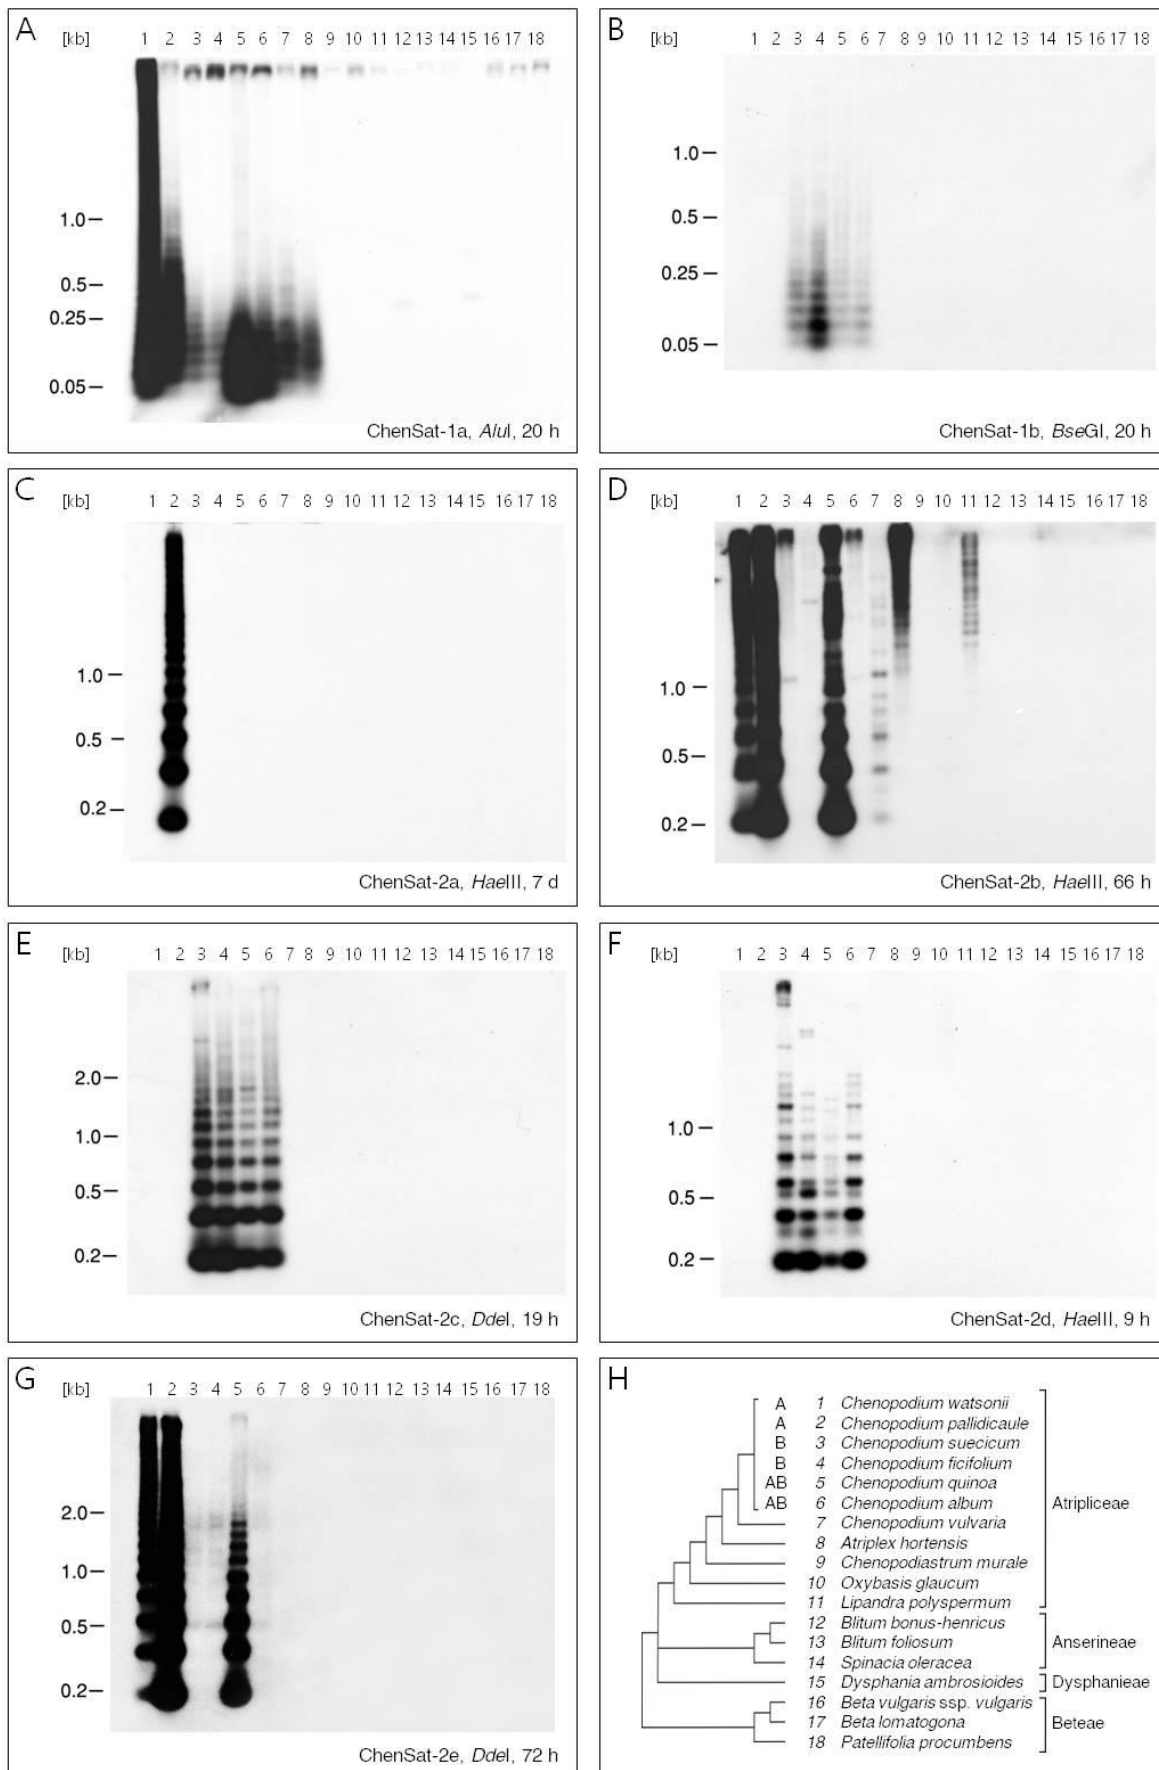 A
[kb] 1 2 3 4 5 6 7 8 9 10 11 12 13 14 15 16 17 18
1.0
0.5
0.25
0.05
ChenSat-1a, AluI, 20 h
B
[kb] 1 2 3 4 5 6 7 8 9 10 11 12 13 14 15 16 17 18
1.0
0.5
0.25
0.05
ChenSat-1b, BseGI, 20 h
C
[kb] 1 2 3 4 5 6 7 8 9 10 11 12 13 14 15 16 17 18
1.0
0.5
0.2
ChenSat-2a, HaeIII, 7 d
D
[kb] 1 2 3 4 5 6 7 8 9 10 11 12 13 14 15 16 17 18
1.0
0.5
0.2
ChenSat-2b, HaeIII, 66 h
E
[kb] 1 2 3 4 5 6 7 8 9 10 11 12 13 14 15 16 17 18
2.0
1.0
0.5
0.2
ChenSat-2c, DdeI, 19 h
F
[kb] 1 2 3 4 5 6 7 8 9 10 11 12 13 14 15 16 17 18
1.0
0.5
0.2
ChenSat-2d, HaeIII, 9 h
G
[kb] 1 2 3 4 5 6 7 8 9 10 11 12 13 14 15 16 17 18
2.0
1.0
0.5
0.2
ChenSat-2e, DdeI, 72 h
H
A 1 Chenopodium watsonii
A 2 Chenopodium pallidicaule
B 3 Chenopodium suecicum
B 4 Chenopodium ficifolium
AB 5 Chenopodium quinoa
AB 6 Chenopodium album
7 Chenopodium vulvaria
8 Atriplex hortensis
9 Chenopodiastrum murale
10 Oxybasis glaucum
11 Lipandra polyspermum
Atripliceae
12 Blitum bonus-henricus
13 Blitum foliosum
14 Spinacia oleracea
Anserineae
15 Dysphania ambrosioides
Dysphanieae
16 Beta vulgaris ssp. vulgaris
17 Beta lomatogona
18 Patellifolia procumbens
Beteae